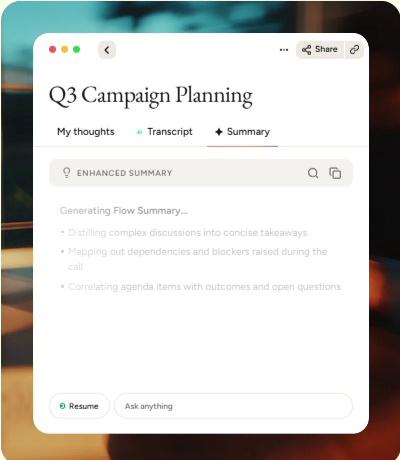 Share
Q3 Campaign Planning
My thoughts
Transcript
Summary
ENHANCED SUMMARY
Generating Flow Summary...
• Distilling complex discussions into concise takeaways
• Mapping out dependencies and blockers raised during the
call
• Correlating agenda items with outcomes and open questions
Resume
Ask anything